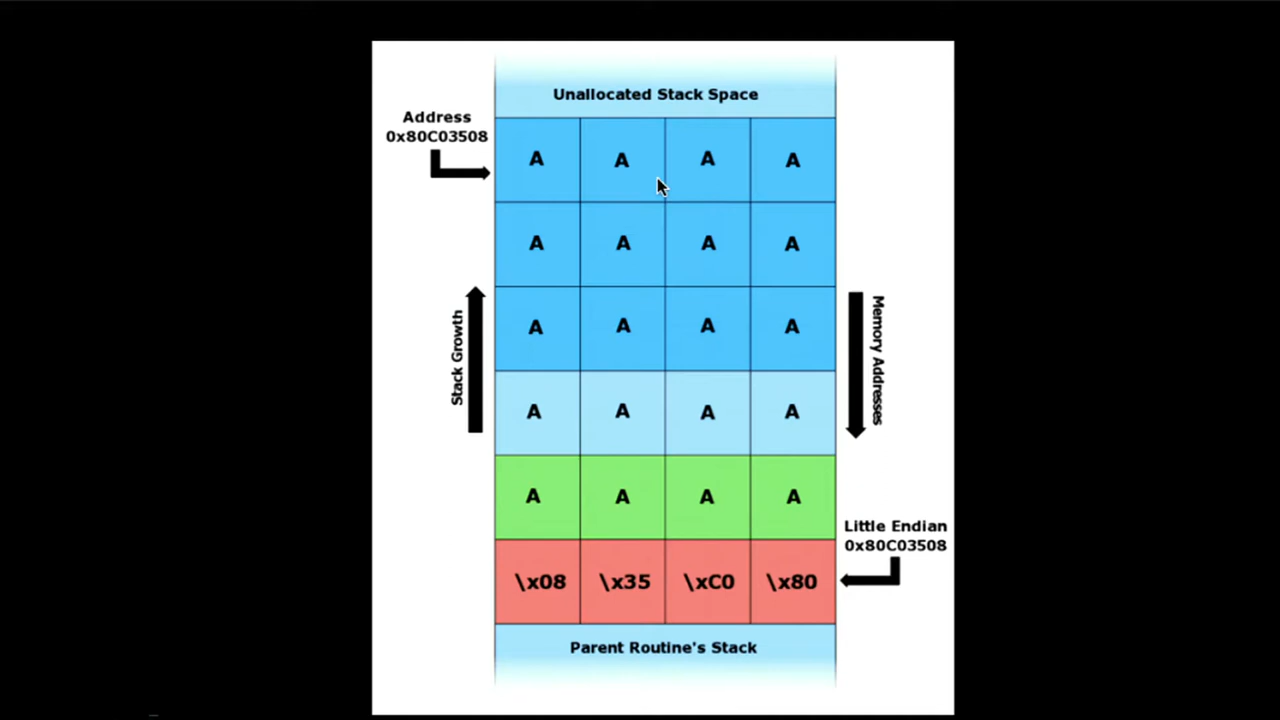 Unallocated Stack Space
Address
0x80C03508
A A A A
A A A A
A A A A
Stack Growth
Memory Addresses
A A A A
A A A A
Little Endian
0x80C03508
\x08 \x35 \xC0 \x80
Parent Routine's Stack